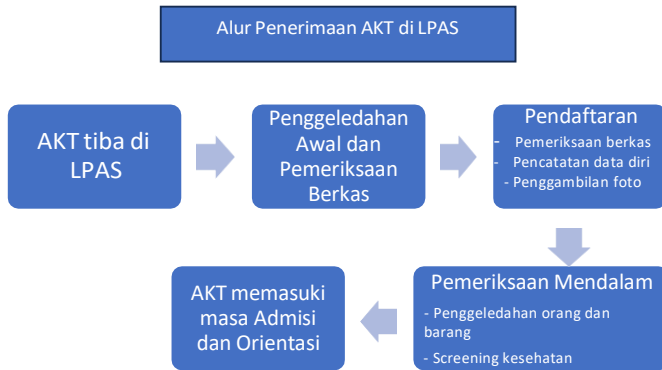 Alur Penerimaan AKT di LPAS
AKT tiba di
LPAS
Penggeledahan
Awal dan
Pemeriksaan
Berkas
Pendaftaran
- Pemeriksaan berkas
- Pencatatan data diri
- Penggambilan foto
Pemeriksaan Mendalam
- Penggeledahan orang dan
barang
- Screening kesehatan
AKT memasuki
masa Admisi
dan Orientasi